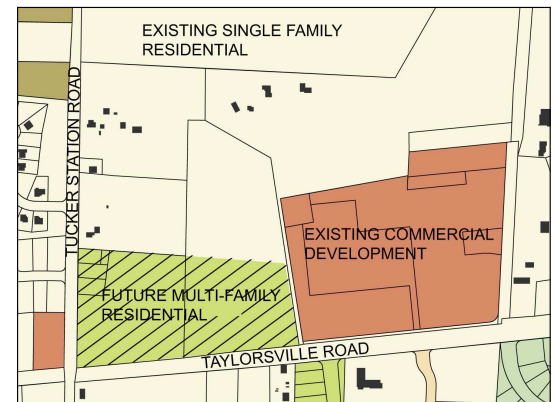 EXISTING SINGLE FAMILY
RESIDENTIAL
TUCKER STATION ROAD
EXISTING COMMERCIAL
DEVELOPMENT
FUTURE MULTI-FAMILY
RESIDENTIAL
TAYLORSVILLE ROAD